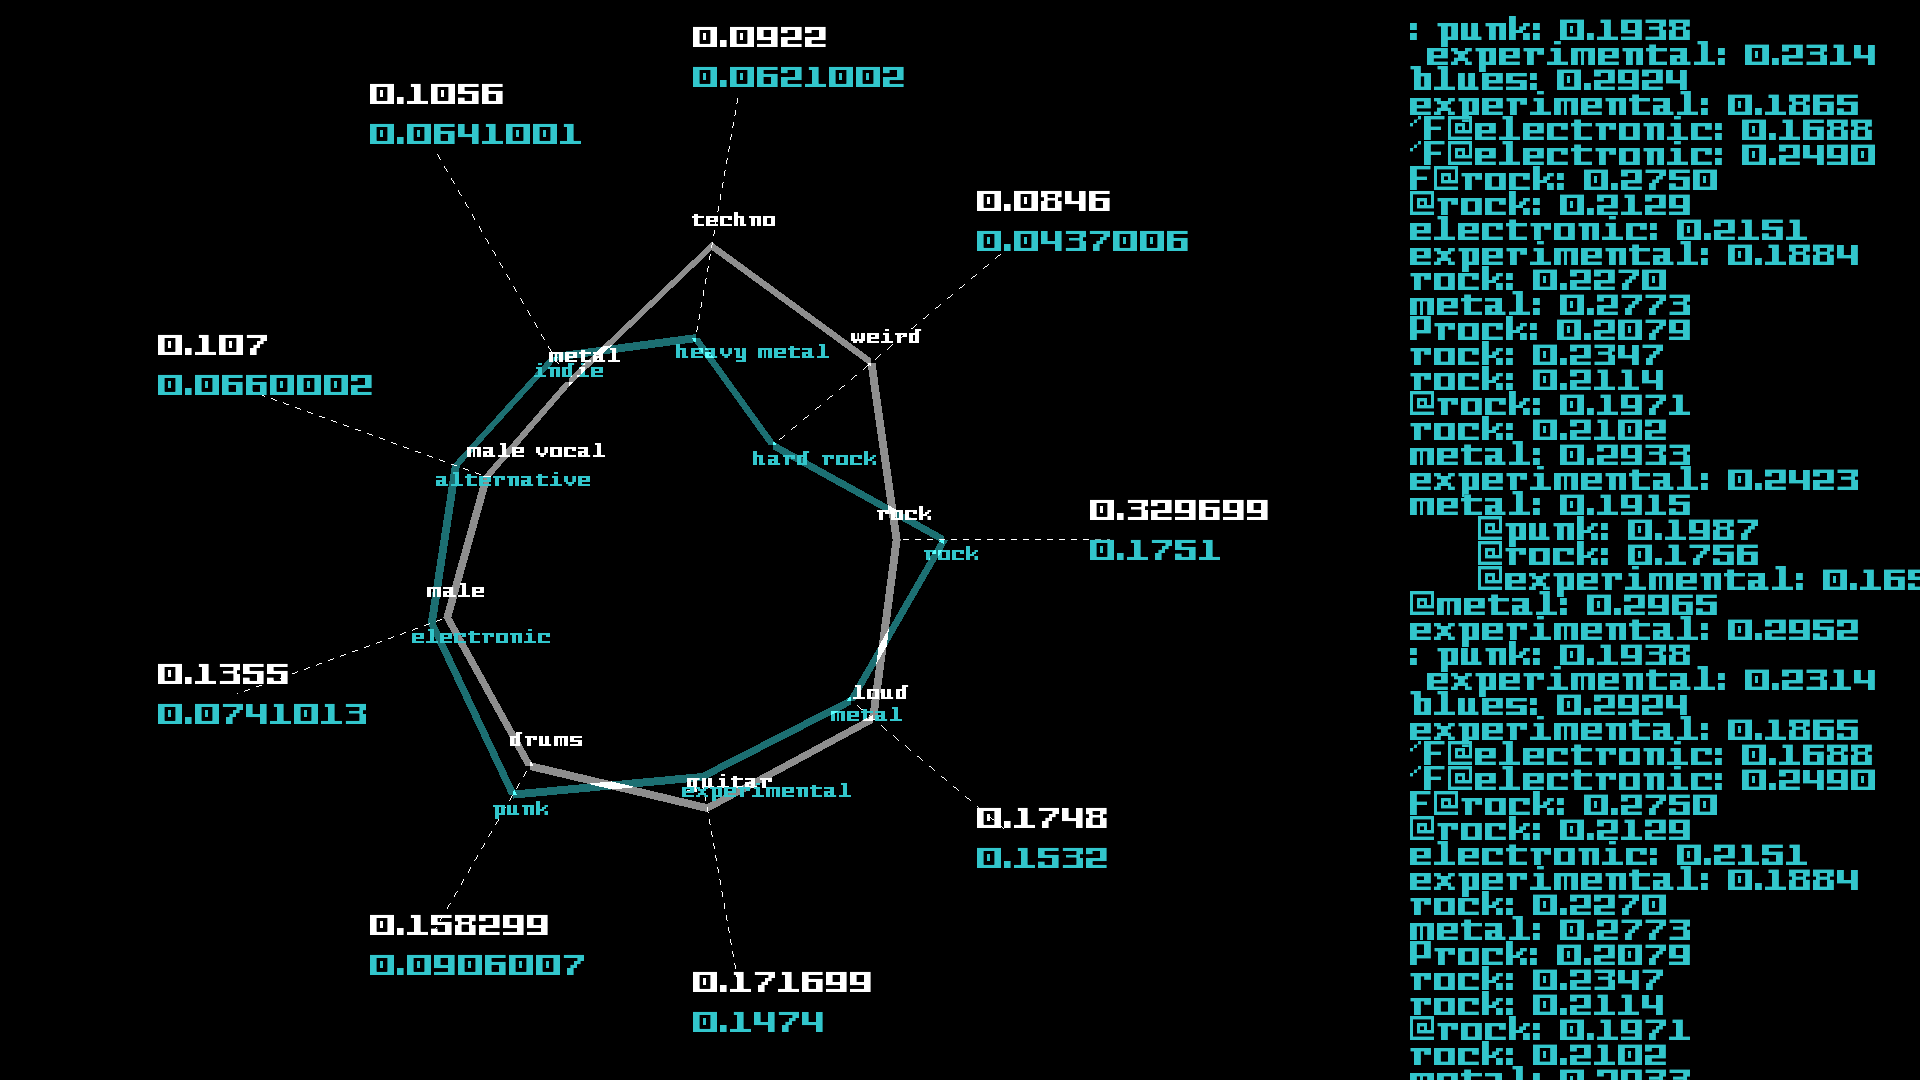 0.0922
0.0621002
0.1056
0.0641001
0.0846
0.0437006
techno
weird
metal
indie
heavy metal
0.107
0.0660002
male vocal
alternative
hard rock
rock
rock
0.329699
0.1751
male
electronic
0.1355
0.0741013
loud
metal
drums
guitar
experimental
punk
0.1748
0.1532
0.158299
0.0906007
0.171699
0.1474
: punk: 0.1938
experimental: 0.2314
blues: 0.2924
experimental: 0.1865
´F@electronic: 0.1688
´F@electronic: 0.2490
F@rock: 0.2750
@rock: 0.2129
electronic: 0.2151
experimental: 0.1884
rock: 0.2270
metal: 0.2773
Prock: 0.2079
rock: 0.2347
rock: 0.2114
@rock: 0.1971
rock: 0.2102
metal: 0.2933
experimental: 0.2423
metal: 0.1915
@punk: 0.1987
@rock: 0.1756
@experimental: 0.165
@metal: 0.2965
experimental: 0.2952
: punk: 0.1938
experimental: 0.2314
blues: 0.2924
experimental: 0.1865
´F@electronic: 0.1688
´F@electronic: 0.2490
F@rock: 0.2750
@rock: 0.2129
electronic: 0.2151
experimental: 0.1884
rock: 0.2270
metal: 0.2773
Prock: 0.2079
rock: 0.2347
rock: 0.2114
@rock: 0.1971
rock: 0.2102
metal: 0.2933